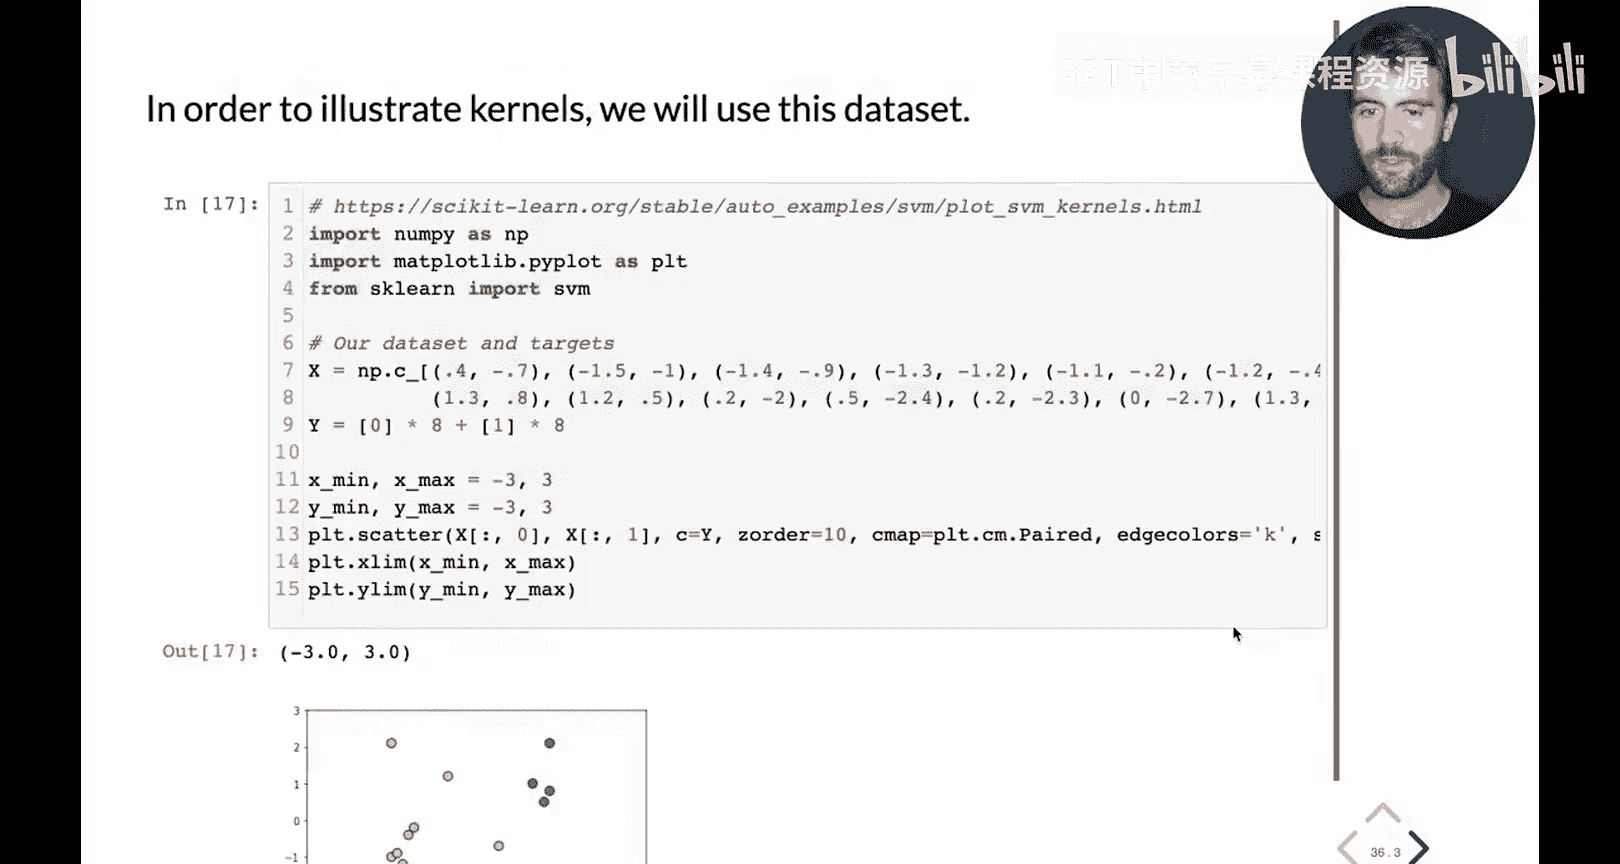 课程资源 bilibili
In order to illustrate kernels, we will use this dataset.
In [17]:
1 # https://scikit-learn.org/stable/auto_examples/svm/plot_svm_kernels.html
2 import numpy as np
3 import matplotlib.pyplot as plt
4 from sklearn import svm
5
6 # Our dataset and targets
7 X = np.c_[(.4, -.7), (-1.5, -1), (-1.4, -.9), (-1.3, -1.2), (-1.1, -.2), (-1.2, -.4
8 (1.3, .8), (1.2, .5), (.2, -2), (.5, -2.4), (.2, -2.3), (0, -2.7), (1.3,
9 Y = [0] * 8 + [1] * 8
10
11 x_min, x_max = -3, 3
12 y_min, y_max = -3, 3
13 plt.scatter(X[:, 0], X[:, 1], c=Y, zorder=10, cmap=plt.cm.Paired, edgecolors='k', s
14 plt.xlim(x_min, x_max)
15 plt.ylim(y_min, y_max)
Out[17]: (-3.0, 3.0)
3
2
1
0
-1
36.3